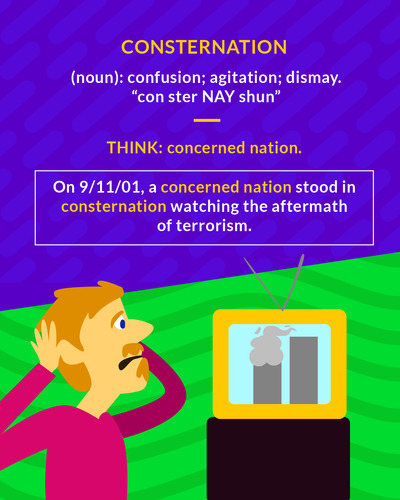 CONSTERNATION
(noun): confusion; agitation; dismay.
“con ster NAY shun”
THINK: concerned nation.
On 9/11/01, a concerned nation stood in
consternation watching the aftermath
of terrorism.